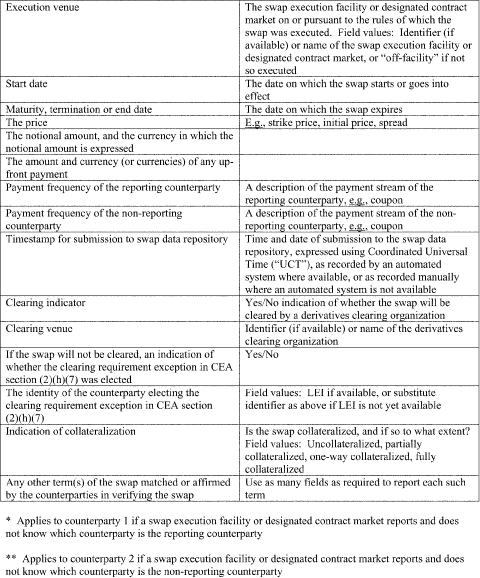 Execution venue
The swap execution facility or designated contract
market on or pursuant to the rules of which the
swap was executed. Field values: Identifier (if
available) or name of the swap execution facility or
designated contract market, or “off-facility” if not
so executed
Start date
The date on which the swap starts or goes into
effect
Maturity, termination or end date
The date on which the swap expires
The price
E.g., strike price, initial price, spread
The notional amount, and the currency in which the
notional amount is expressed
The amount and currency (or currencies) of any up-
front payment
Payment frequency of the reporting counterparty
A description of the payment stream of the
reporting counterparty, e.g., coupon
Payment frequency of the non-reporting
counterparty
A description of the payment stream of the non-
reporting counterparty, e.g., coupon
Timestamp for submission to swap data repository
Time and date of submission to the swap data
repository, expressed using Coordinated Universal
Time (“UCT”), as recorded by an automated
system where available, or as recorded manually
where an automated system is not available
Clearing indicator
Yes/No indication of whether the swap will be
cleared by a derivatives clearing organization
Clearing venue
Identifier (if available) or name of the derivatives
clearing organization
If the swap will not be cleared, an indication of
whether the clearing requirement exception in CEA
section (2)(h)(7) was elected
Yes/No
The identity of the counterparty electing the
clearing requirement exception in CEA section
(2)(h)(7)
Field values: LEI if available, or substitute
identifier as above if LEI is not yet available
Indication of collateralization
Is the swap collateralized, and if so to what extent?
Field values: Uncollateralized, partially
collateralized, one-way collateralized, fully
collateralized
Any other term(s) of the swap matched or affirmed
by the counterparties in verifying the swap
Use as many fields as required to report each such
term
* Applies to counterparty 1 if a swap execution facility or designated contract market reports and does
not know which counterparty is the reporting counterparty
** Applies to counterparty 2 if a swap execution facility or designated contract market reports and does
not know which counterparty is the non-reporting counterparty